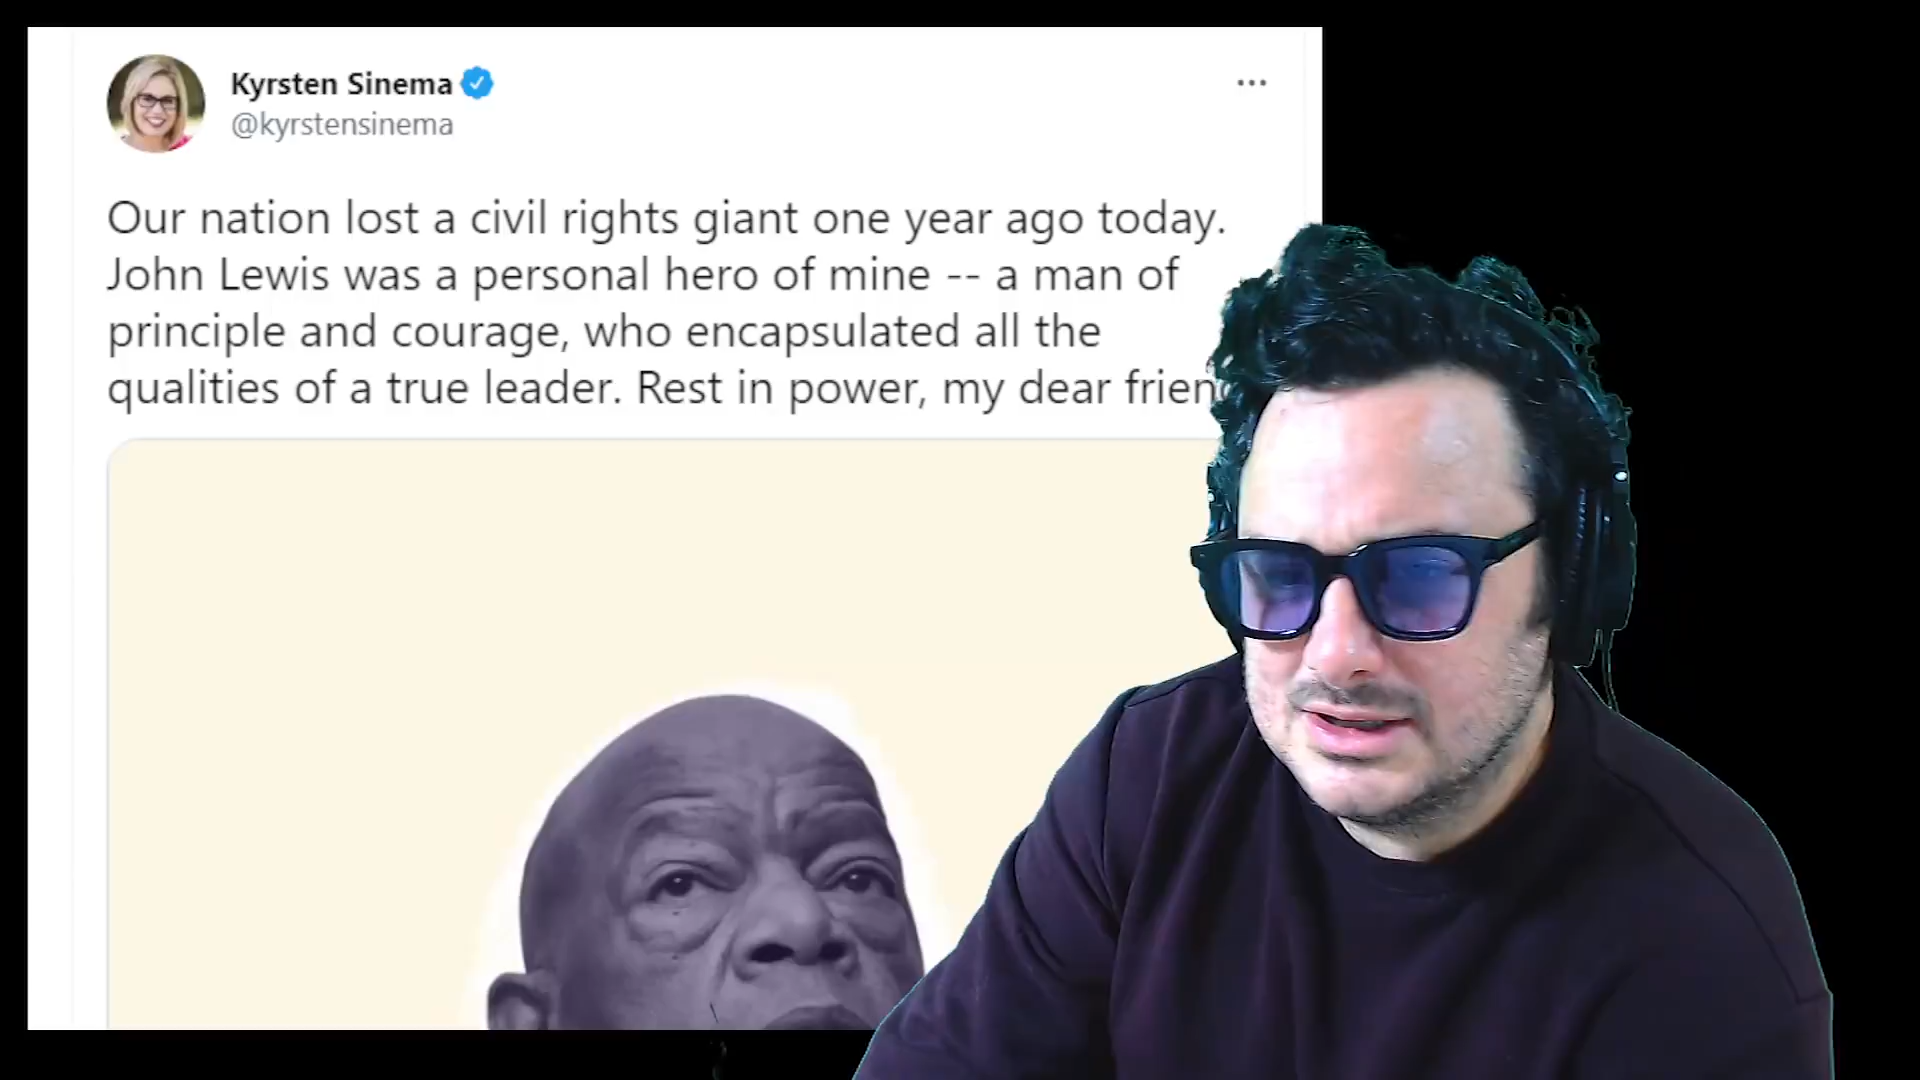 Kyrsten Sinema
@kyrstensinema
Our nation lost a civil rights giant one year ago today.
John Lewis was a personal hero of mine -- a man of
principle and courage, who encapsulated all the
qualities of a true leader. Rest in power, my dear